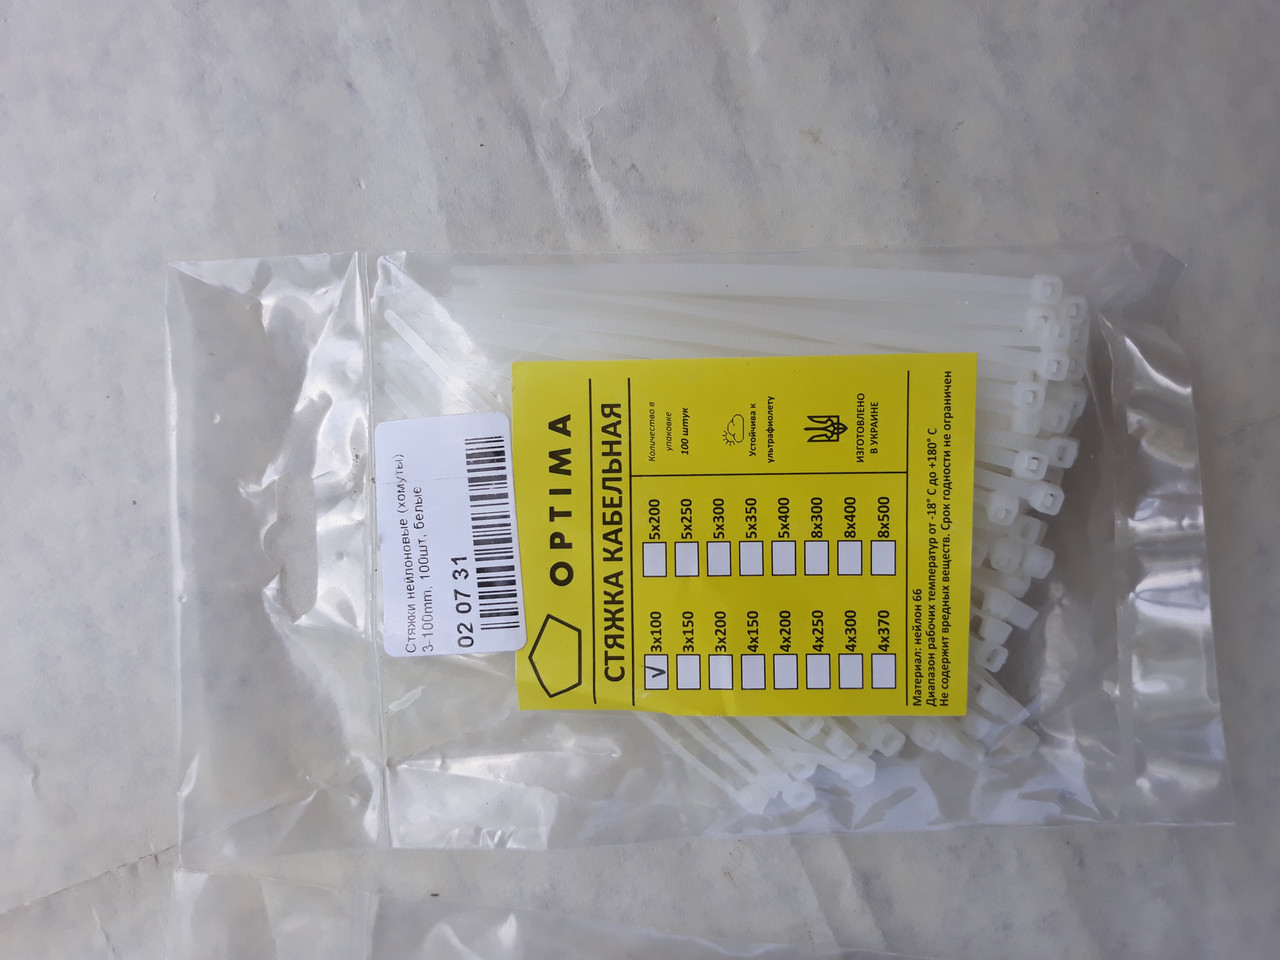 Стяжки нейлоновые (хомуты)
3-100mm. 100шт, белые
02 07 31
OPTIMA
СТЯЖКА КАБЕЛЬНАЯ
3x100
3x150
3x200
4x150
4x200
4x250
4x300
4x370
5x200
5x250
5x300
5x350
5x400
8x300
8x400
8x500
Количество в
упаковке
100 штук
Устойчива к
ультрафиолету
ИЗГОТОВЛЕНО
В УКРАИНЕ
Материал: нейлон 66
Диапазон рабочих температур от -18° С до +180° С
Не содержит вредных веществ. Срок годности не ограничен